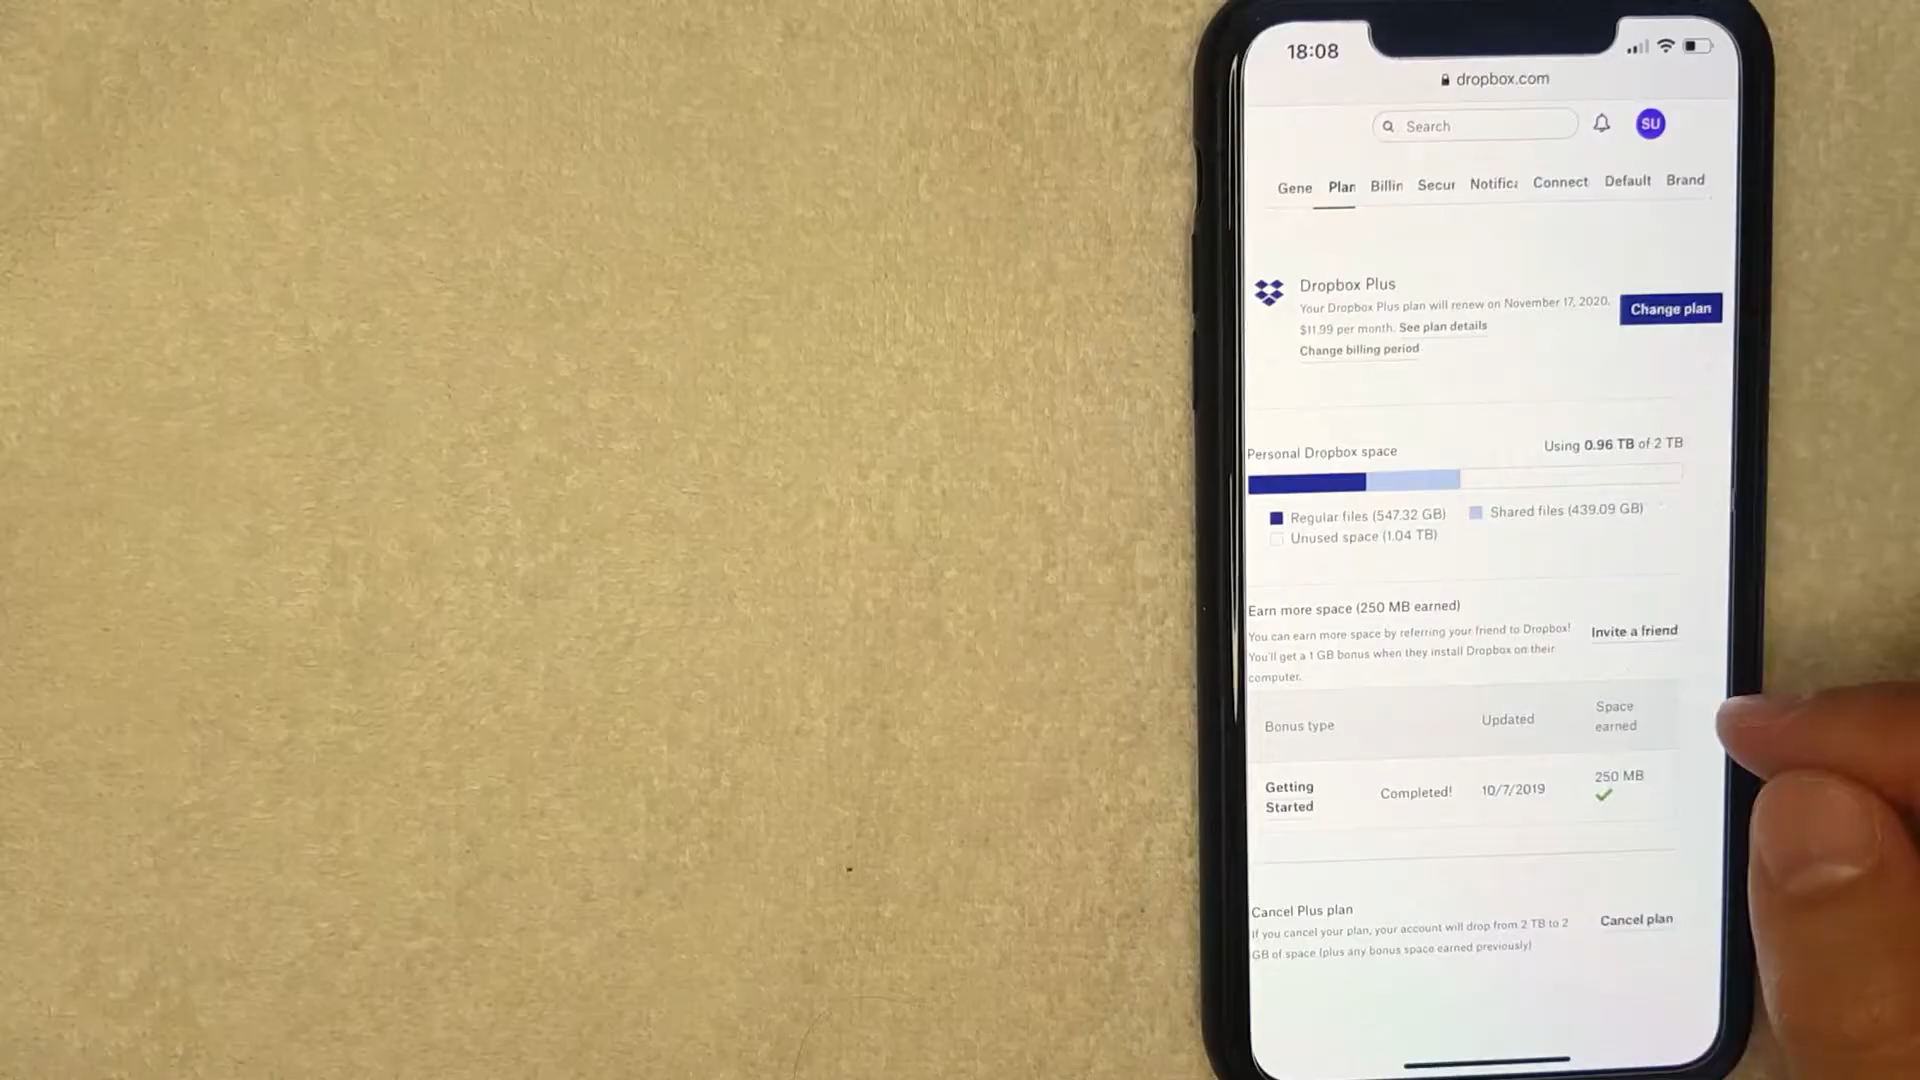 18:08
dropbox.com
Search
SU
Gene Plan Billin Secur Notifica Connect Default Brand
Dropbox Plus
Your Dropbox Plus plan will renew on November 17, 2020.
$11.99 per month. See plan details
Change billing period
Change plan
Personal Dropbox space
Using 0.96 TB of 2 TB
Regular files (547.32 GB)
Shared files (439.09 GB)
Unused space (1.04 TB)
Earn more space (250 MB earned)
You can earn more space by referring your friend to Dropbox!
You'll get a 1 GB bonus when they install Dropbox on their
computer.
Invite a friend
Bonus type
Updated
Space
earned
Getting
Started
Completed!
10/7/2019
250 MB
Cancel Plus plan
If you cancel your plan, your account will drop from 2 TB to 2
GB of space (plus any bonus space earned previously)
Cancel plan